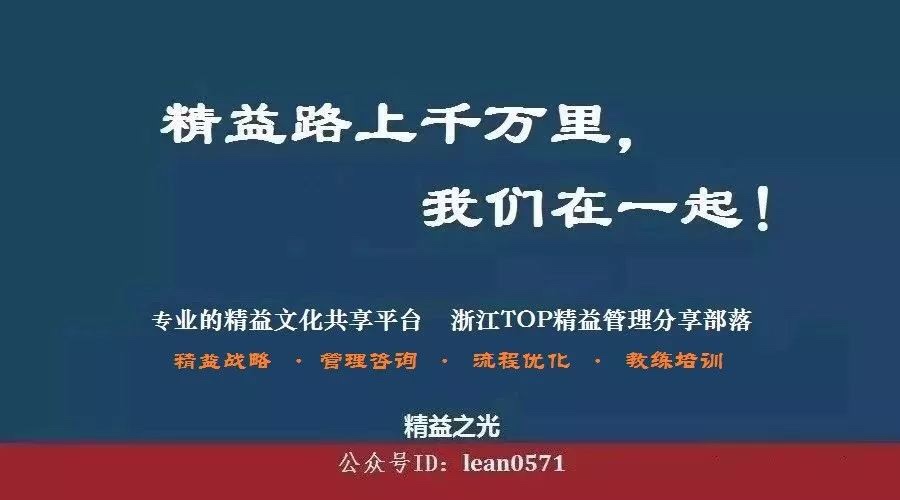 精益路上千万里，
我们在一起！
专业的精益文化共享平台 浙江TOP精益管理分享部落
精益战略 · 管理咨询 · 流程优化 · 教练培训
精益之光
公众号ID：lean0571